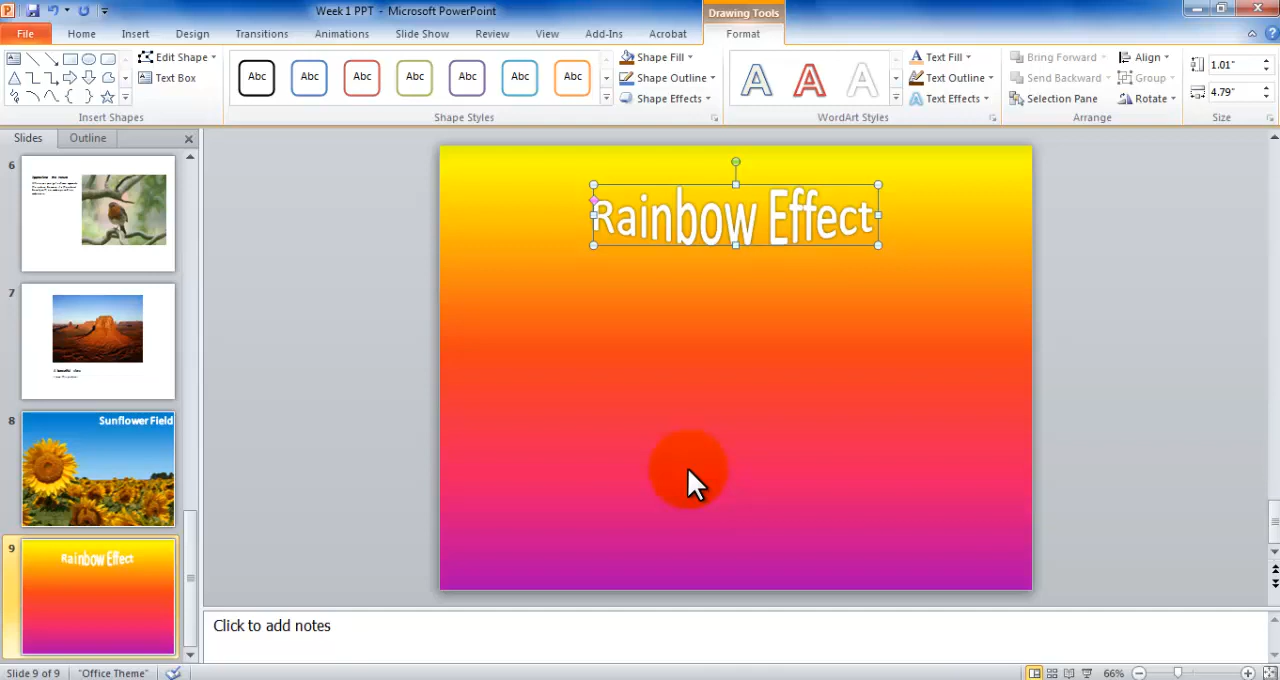 Week 1 PPT - Microsoft PowerPoint
Drawing Tools
File Home Insert Design Transitions Animations Slide Show Review View Add-Ins Acrobat Format
Edit Shape
Text Box
Insert Shapes
Abc Abc Abc Abc Abc Abc Abc
Shape Fill
Shape Outline
Shape Effects
Shape Styles
A A A
Text Fill
Text Outline
Text Effects
WordArt Styles
Bring Forward
Send Backward
Selection Pane
Align
Group
Rotate
Arrange
1.01"
4.79"
Size
Slides Outline
6
7
8
Sunflower Field
9
Rainbow Effect
Rainbow Effect
Click to add notes
Slide 9 of 9 "Office Theme" 66%